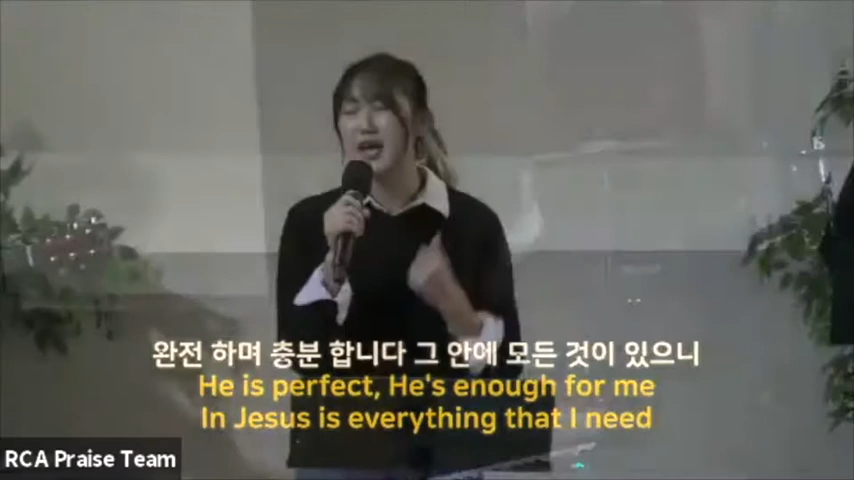 완전 하며 충분 합니다 그 안에 모든 것이 있으니
He is perfect, He's enough for me
In Jesus is everything that I need
RCA Praise Team